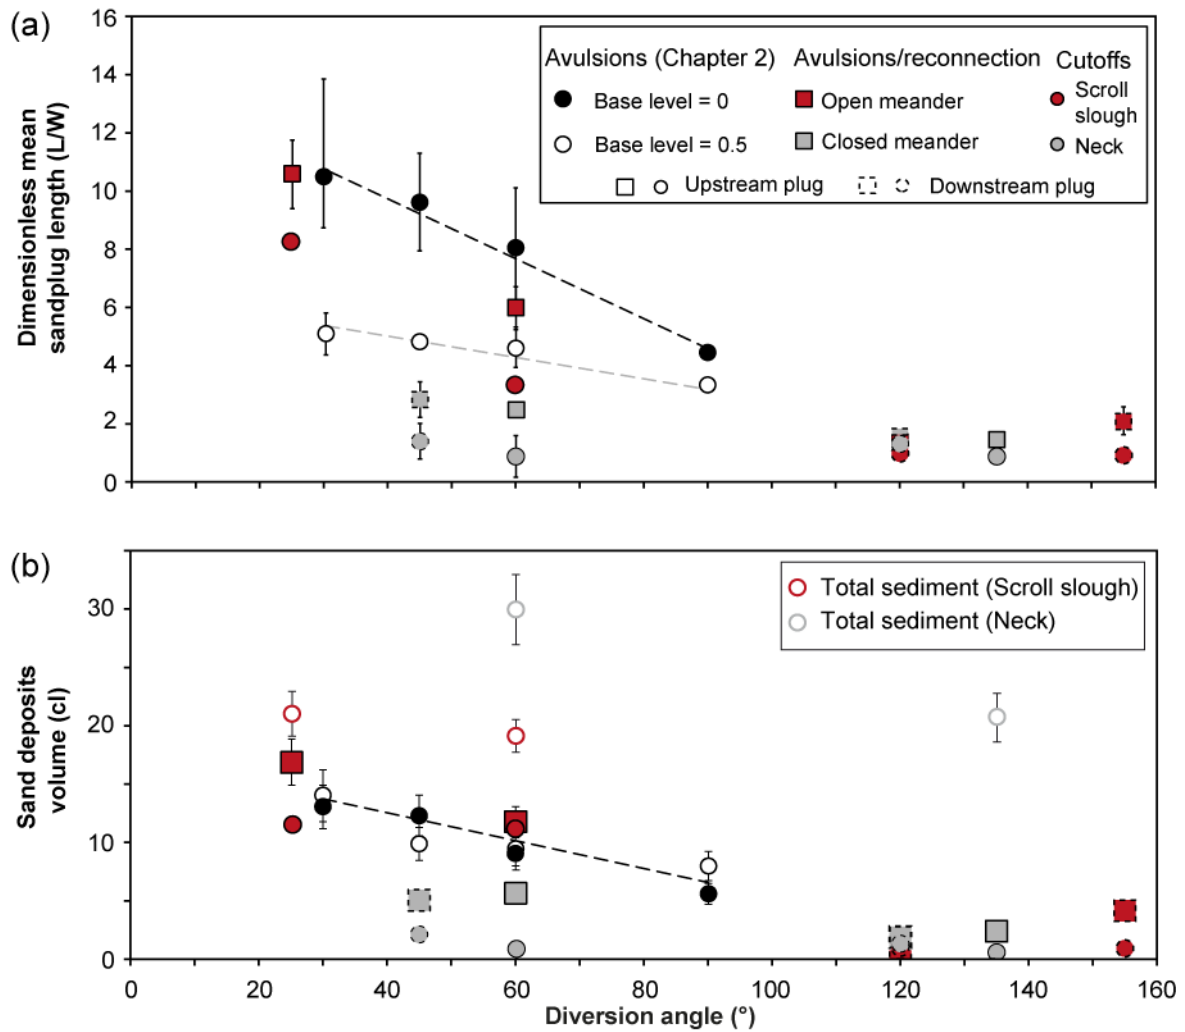 (a)
16
14
12
10
8
6
4
2
0
Dimensionless mean
sandplug length (L/W)
Avulsions (Chapter 2)
Base level = 0
Base level = 0.5
Avulsions/reconnection
Open meander
Closed meander
Cutoffs
Scroll
slough
Neck
Upstream plug
Downstream plug
(b)
30
20
10
0
Sand deposits
volume (cl)
Total sediment (Scroll slough)
Total sediment (Neck)
0 20 40 60 80 100 120 140 160
Diversion angle (°)